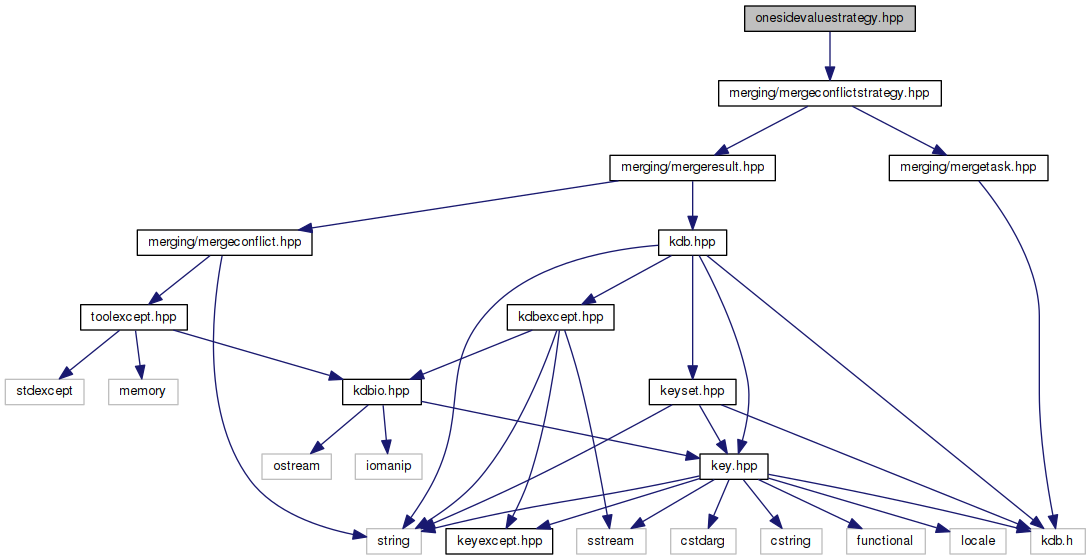 onesidevaluestrategy.hpp
merging/mergeconflictstrategy.hpp
merging/mergeresult.hpp
merging/mergetask.hpp
merging/mergeconflict.hpp
kdb.hpp
toolexcept.hpp
kdbexcept.hpp
stdexcept
memory
kdbio.hpp
keyset.hpp
ostream
iomanip
key.hpp
string
keyexcept.hpp
sstream
cstdarg
cstring
functional
locale
kdb.h